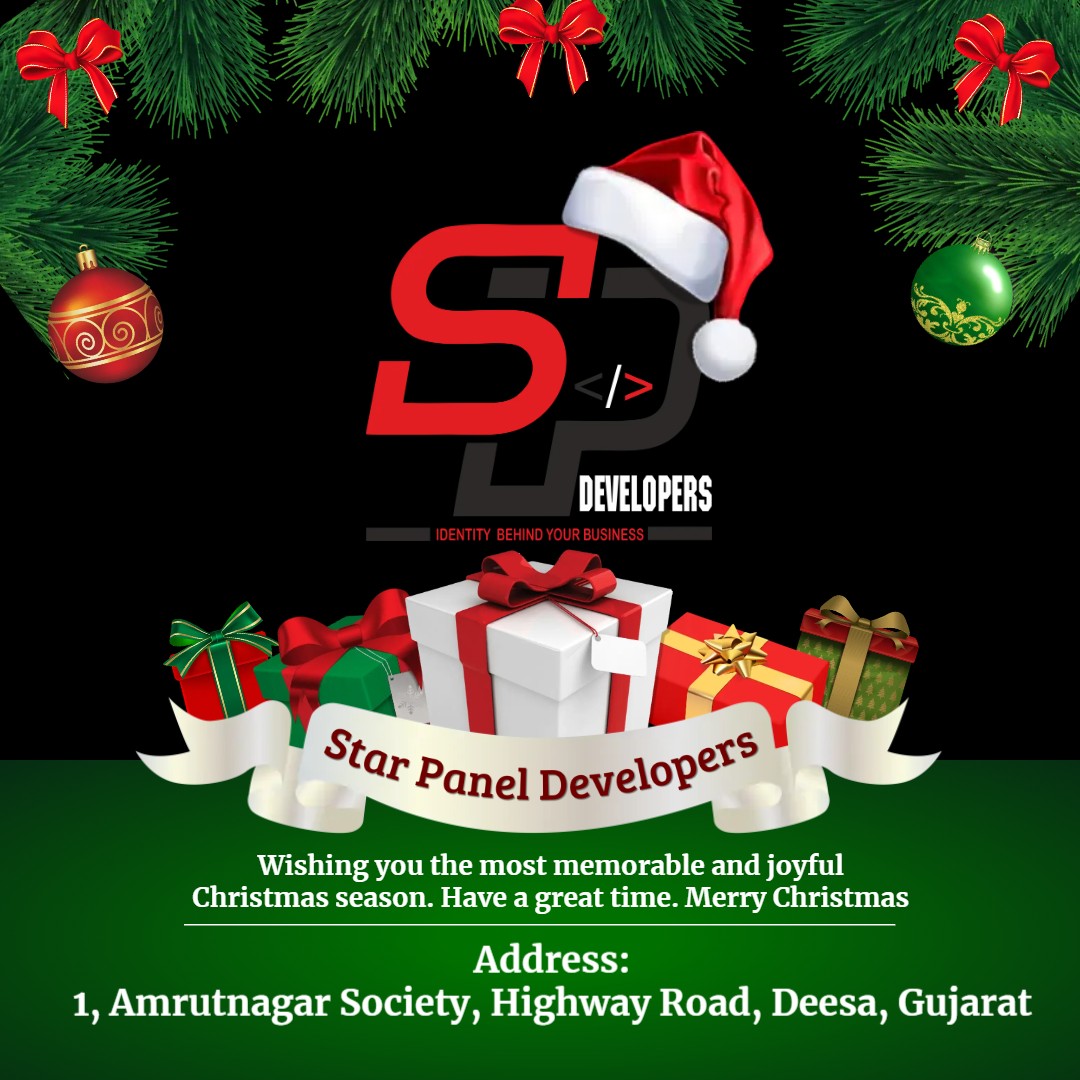 SP
</>
DEVELOPERS
IDENTITY BEHIND YOUR BUSINESS
Star Panel Developers
Wishing you the most memorable and joyful
Christmas season. Have a great time. Merry Christmas
Address:
1, Amrutnagar Society, Highway Road, Deesa, Gujarat